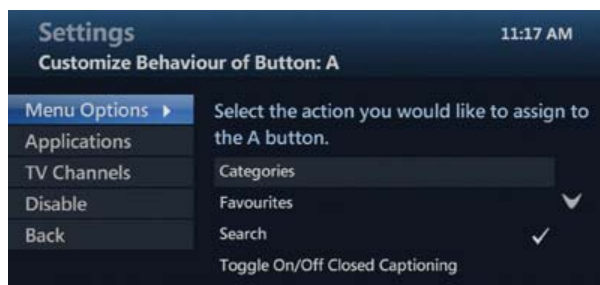 Settings
11:17 AM
Customize Behaviour of Button: A
Menu Options
Applications
TV Channels
Disable
Back
Select the action you would like to assign to
the A button.
Categories
Favourites
Search
Toggle On/Off Closed Captioning